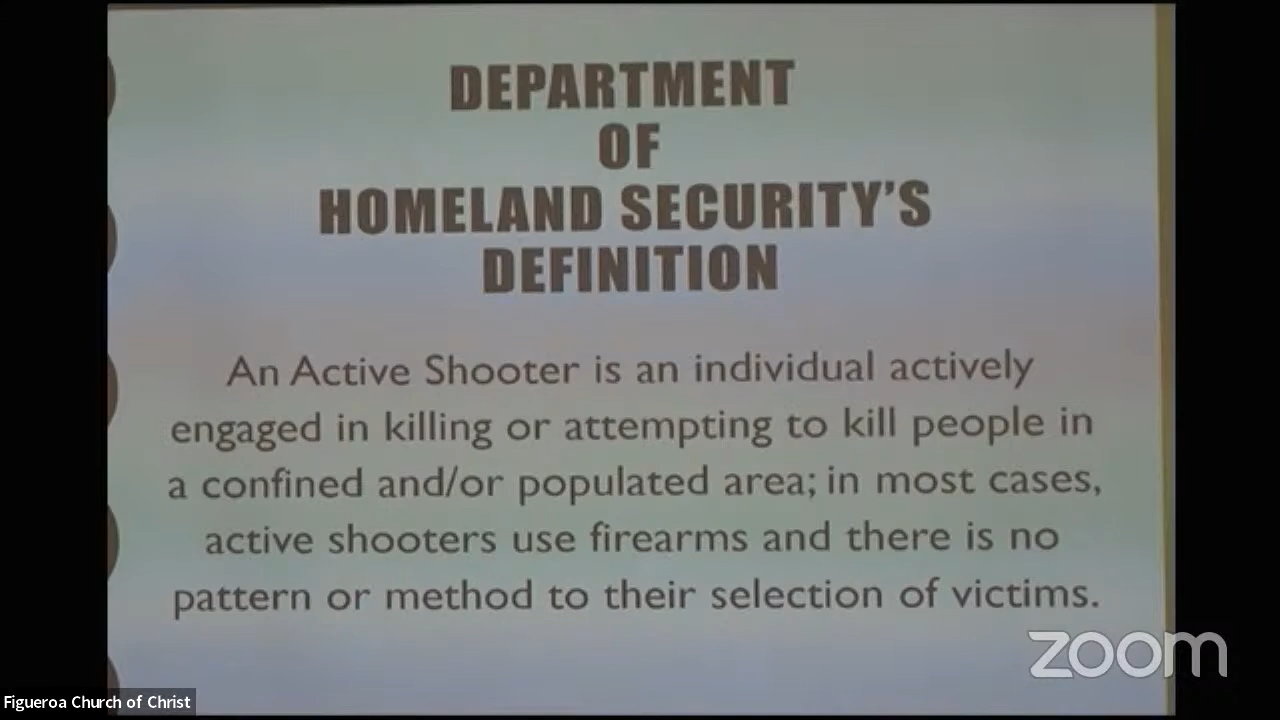 DEPARTMENT
OF
HOMELAND SECURITY'S
DEFINITION
An Active Shooter is an individual actively
engaged in killing or attempting to kill people in
a confined and/or populated area; in most cases,
active shooters use firearms and there is no
pattern or method to their selection of victims.
zoom
Figueroa Church of Christ